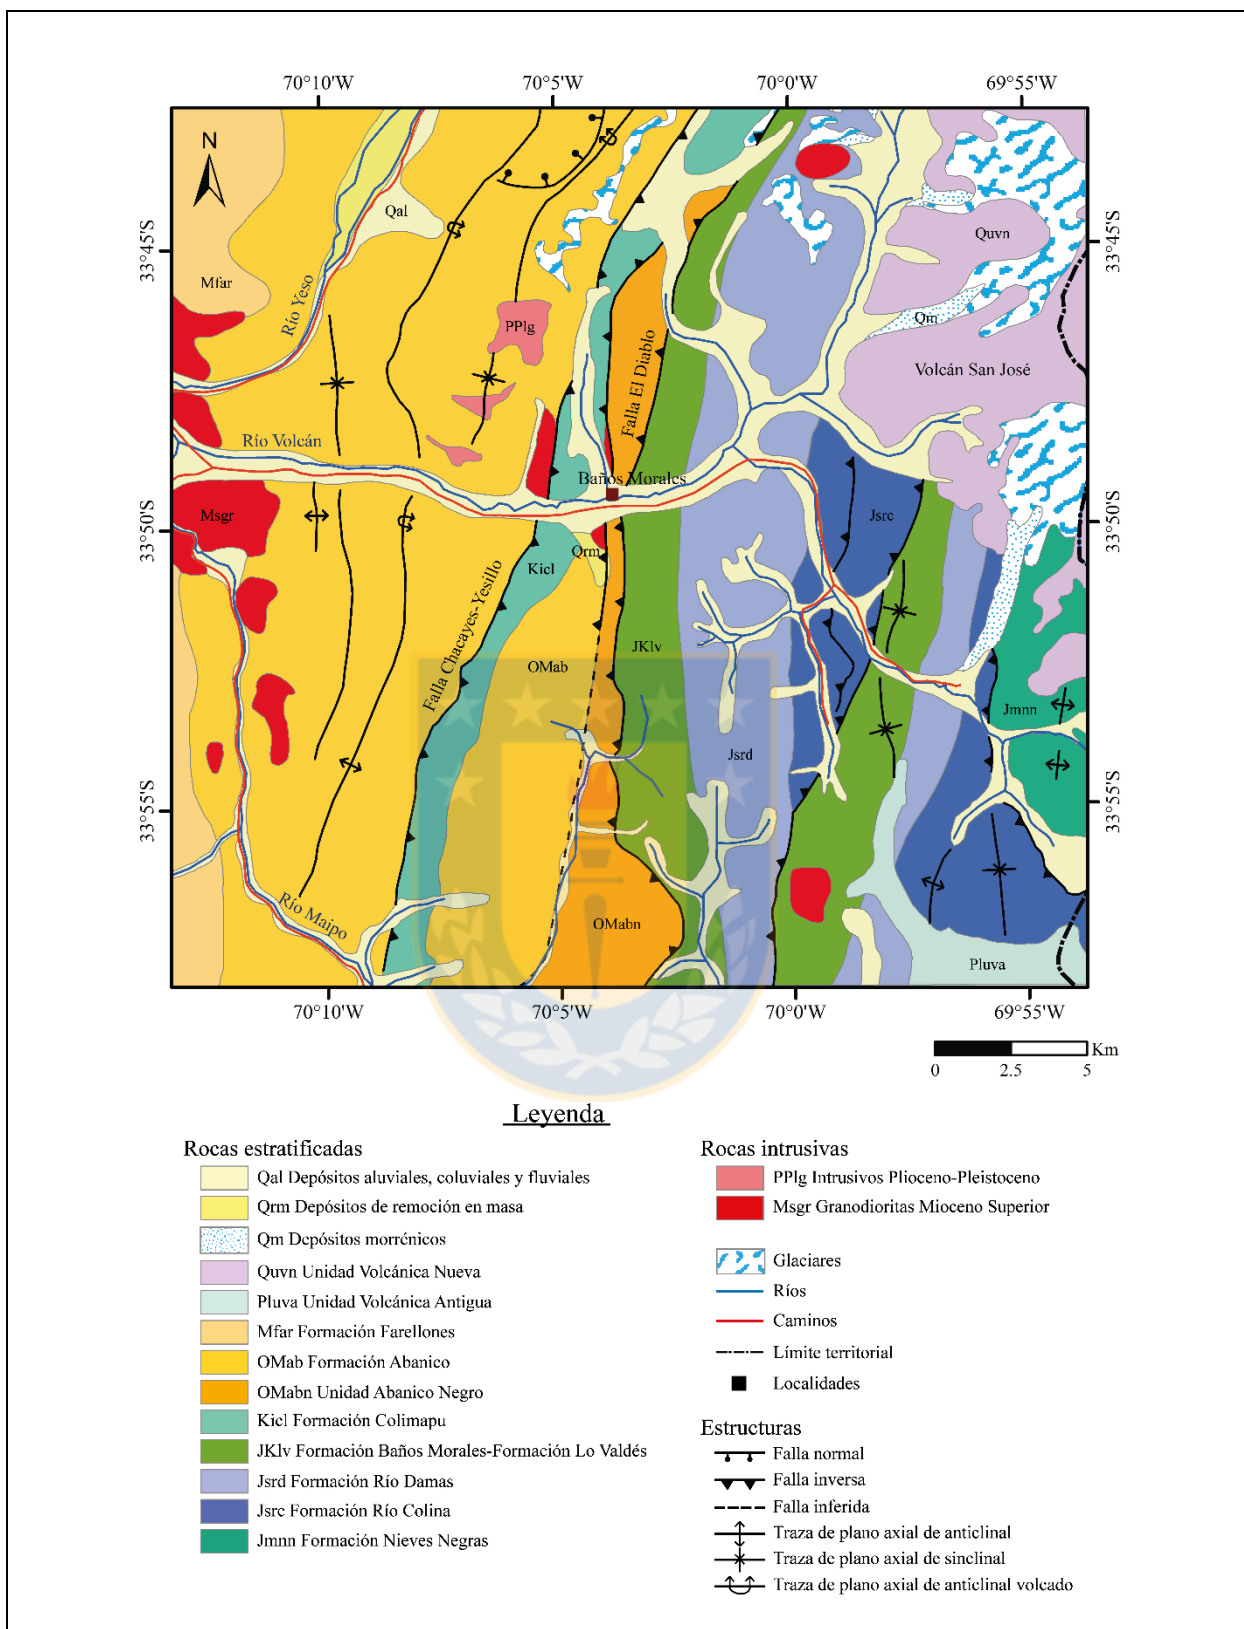 70°10'W
70°5'W
70°0'W
69°55'W
N
33°45'S
33°50'S
33°55'S
33°45'S
33°50'S
33°55'S
Qal
Mfar
Río Yeso
PPlg
Quvn
Qm
Volcán San José
Falla El Diablo
Río Volcán
Baños Morales
Msgr
Qrm
Kicl
Jsrc
Falla Chacayes-Yesillo
OMab
JKlv
Jmnn
Jsrd
Río Maipo
OMabn
Pluva
70°10'W
70°5'W
70°0'W
69°55'W
Km
0 2.5 5
Leyenda
Rocas estratificadas
Qal Depósitos aluviales, coluviales y fluviales
Qrm Depósitos de remoción en masa
Qm Depósitos morrénicos
Quvn Unidad Volcánica Nueva
Pluva Unidad Volcánica Antigua
Mfar Formación Farellones
OMab Formación Abanico
OMabn Unidad Abanico Negro
Kicl Formación Colimapu
JKlv Formación Baños Morales-Formación Lo Valdés
Jsrd Formación Río Damas
Jsrc Formación Río Colina
Jmnn Formación Nieves Negras
Rocas intrusivas
PPlg Intrusivos Plioceno-Pleistoceno
Msgr Granodioritas Mioceno Superior
Glaciares
Ríos
Caminos
Límite territorial
Localidades
Estructuras
Falla normal
Falla inversa
Falla inferida
Traza de plano axial de anticlinal
Traza de plano axial de sinclinal
Traza de plano axial de anticlinal volcado